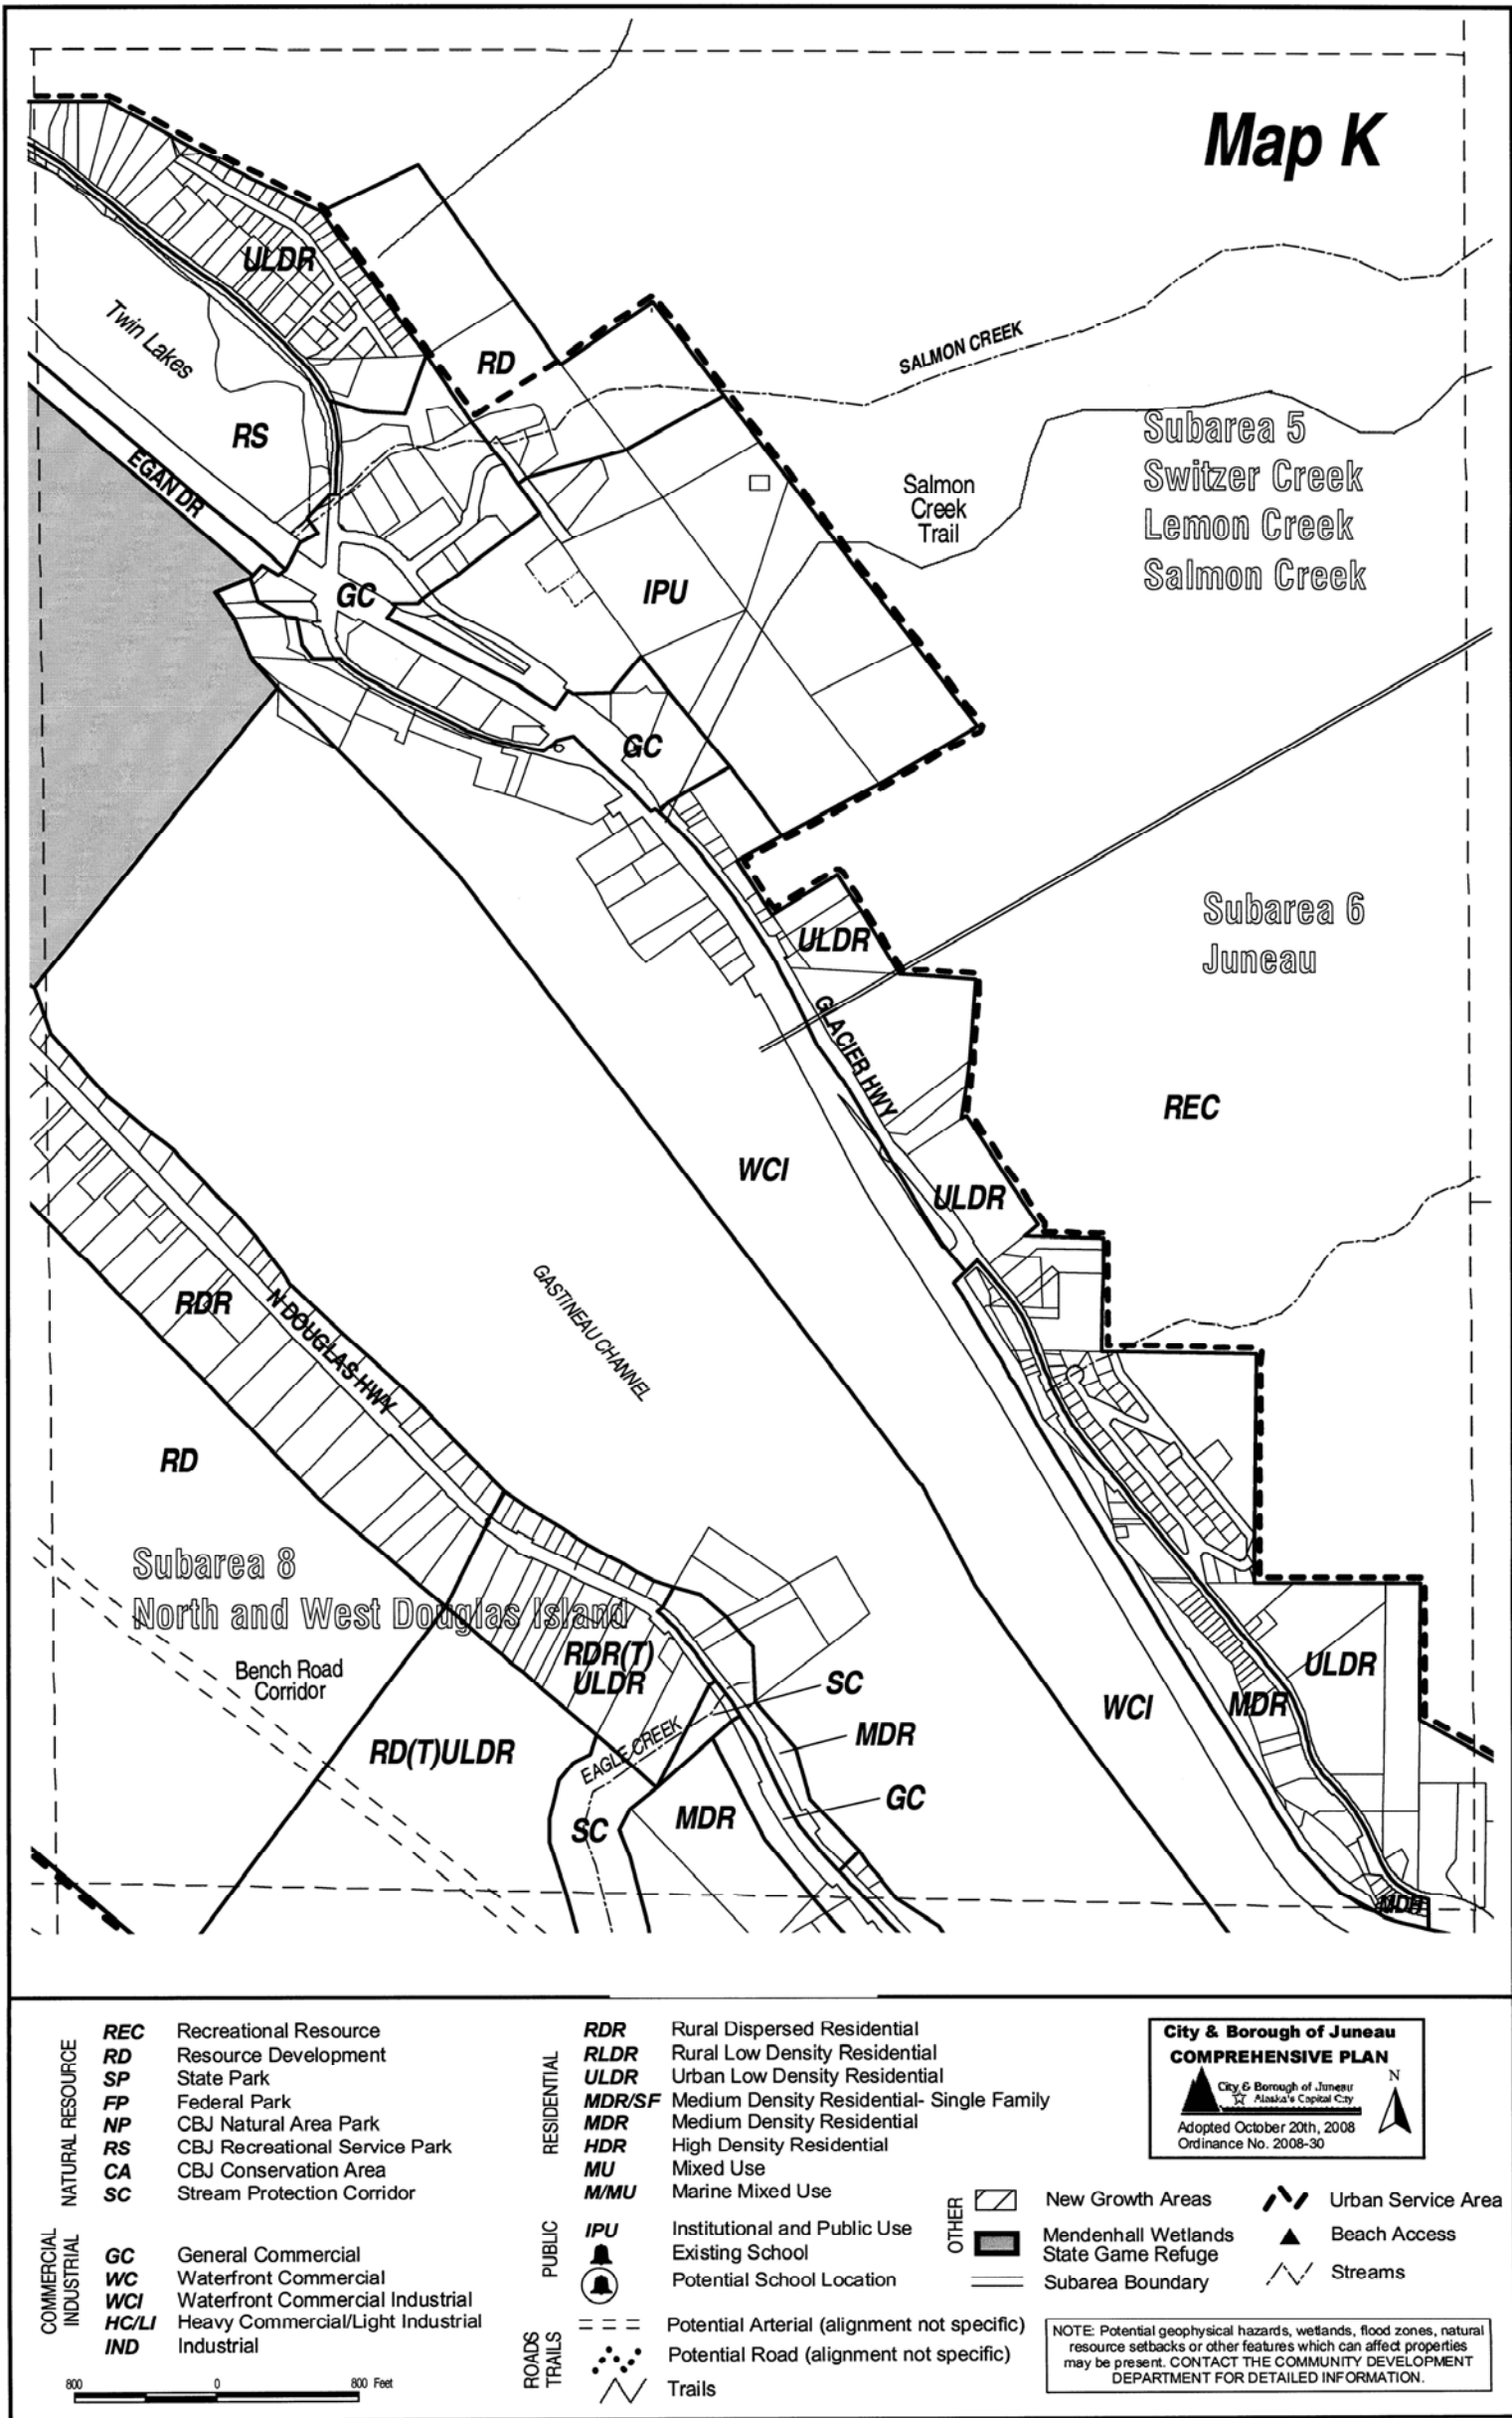 Map K
ULDR
Twin Lakes
RD
SALMON CREEK
RS
EGAN DR
Salmon
Creek
Trail
Subarea 5
Switzer Creek
Lemon Creek
Salmon Creek
GC
IPU
GC
ULDR
Subarea 6
Juneau
GLACIER HWY
REC
WCI
ULDR
GASTINEAU CHANNEL
RDR
N DOUGLAS HWY
RD
Subarea 8
North and West Douglas Island
Bench Road
Corridor
RDR(T)
ULDR
SC
MDR
EAGLE CREEK
RD(T)ULDR
GC
MDR
SC
WCI
MDR
ULDR
MDR
NATURAL RESOURCE
REC Recreational Resource
RD Resource Development
SP State Park
FP Federal Park
NP CBJ Natural Area Park
RS CBJ Recreational Service Park
CA CBJ Conservation Area
SC Stream Protection Corridor
COMMERCIAL
INDUSTRIAL
GC General Commercial
WC Waterfront Commercial
WCI Waterfront Commercial Industrial
HC/LI Heavy Commercial/Light Industrial
IND Industrial
800 0 800 Feet
RESIDENTIAL
RDR Rural Dispersed Residential
RLDR Rural Low Density Residential
ULDR Urban Low Density Residential
MDR/SF Medium Density Residential- Single Family
MDR Medium Density Residential
HDR High Density Residential
MU Mixed Use
M/MU Marine Mixed Use
PUBLIC
IPU Institutional and Public Use
Existing School
Potential School Location
ROADS
TRAILS
Potential Arterial (alignment not specific)
Potential Road (alignment not specific)
Trails
OTHER
New Growth Areas
Mendenhall Wetlands
State Game Refuge
Subarea Boundary
Urban Service Area
Beach Access
Streams
City & Borough of Juneau
COMPREHENSIVE PLAN
City & Borough of Juneau
Alaska's Capital City
N
Adopted October 20th, 2008
Ordinance No. 2008-30
NOTE: Potential geophysical hazards, wetlands, flood zones, natural
resource setbacks or other features which can affect properties
may be present. CONTACT THE COMMUNITY DEVELOPMENT
DEPARTMENT FOR DETAILED INFORMATION.